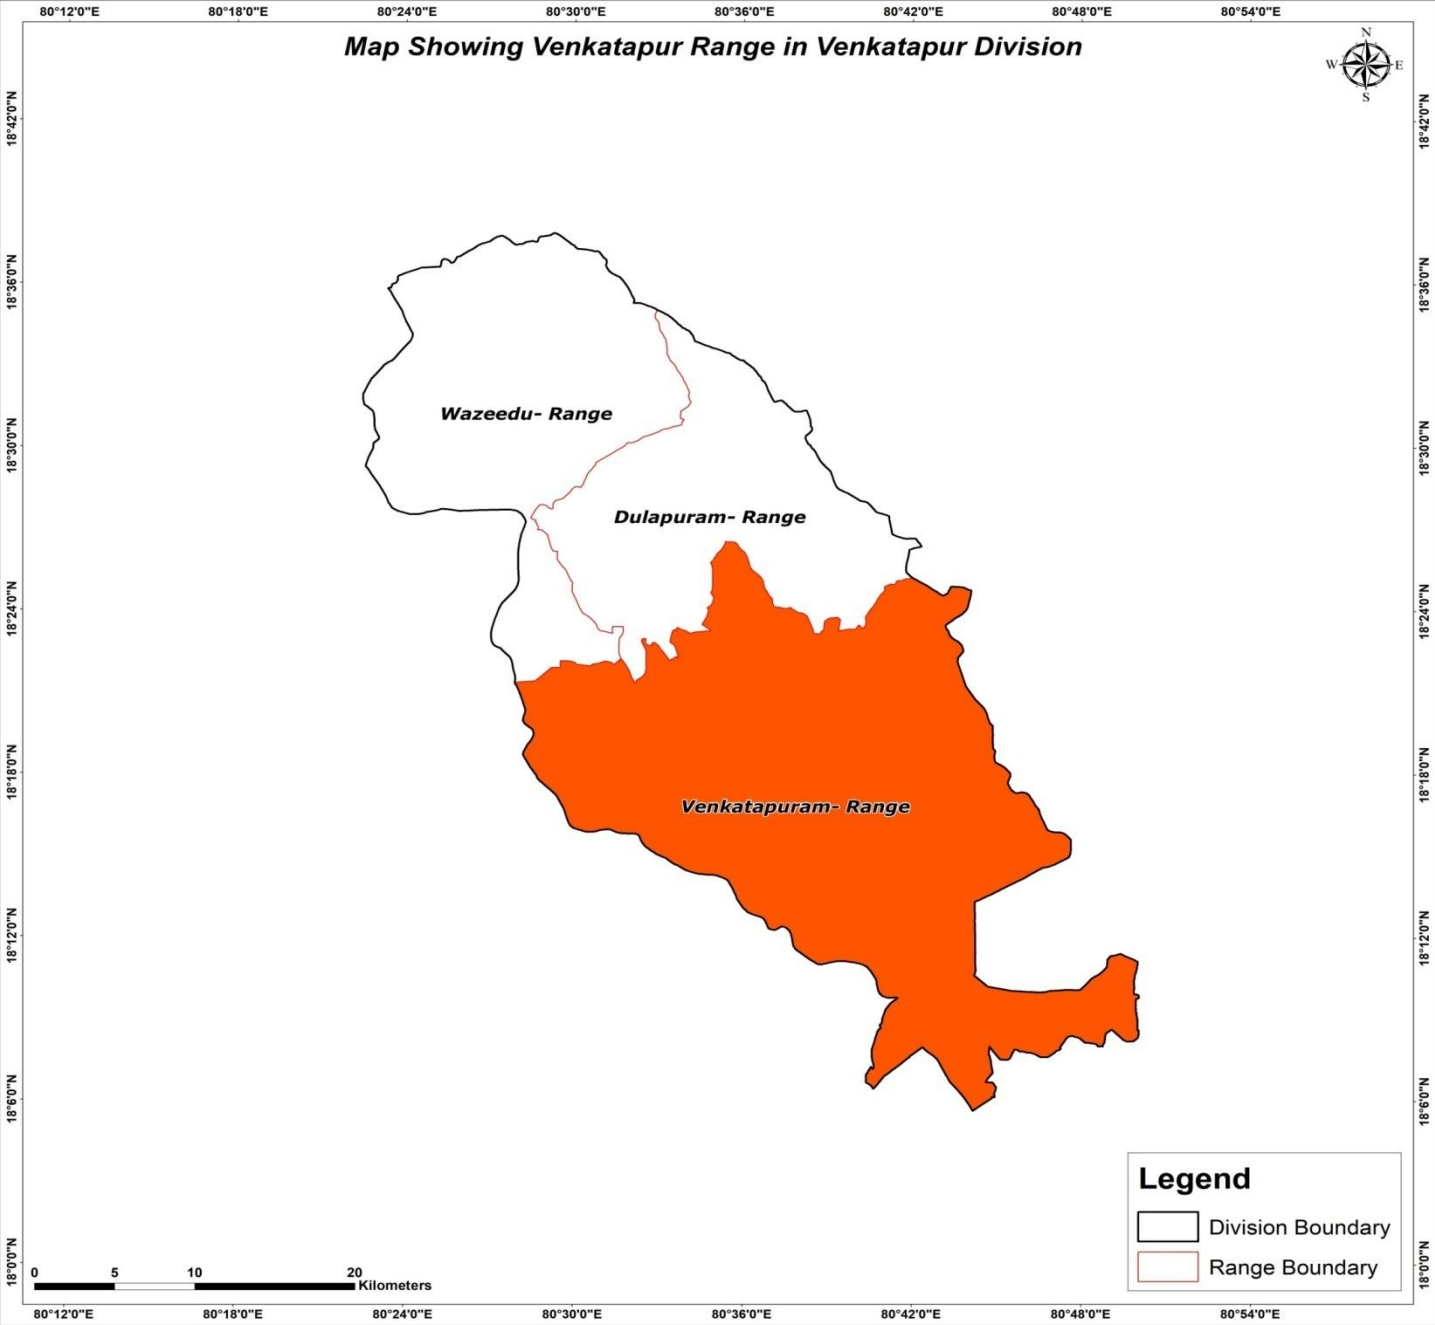 80°12'0"E 80°18'0"E 80°24'0"E 80°30'0"E 80°36'0"E 80°42'0"E 80°48'0"E 80°54'0"E
Map Showing Venkatapur Range in Venkatapur Division
N
W E
S
18°42'0"N 18°42'0"N
18°36'0"N 18°36'0"N
Wazeedu- Range
18°30'0"N 18°30'0"N
Dulapuram- Range
18°24'0"N 18°24'0"N
18°18'0"N 18°18'0"N
Venkatapuram- Range
18°12'0"N 18°12'0"N
18°6'0"N 18°6'0"N
Legend
Division Boundary
Range Boundary
18°0'0"N 18°0'0"N
0 5 10 20
Kilometers
80°12'0"E 80°18'0"E 80°24'0"E 80°30'0"E 80°36'0"E 80°42'0"E 80°48'0"E 80°54'0"E